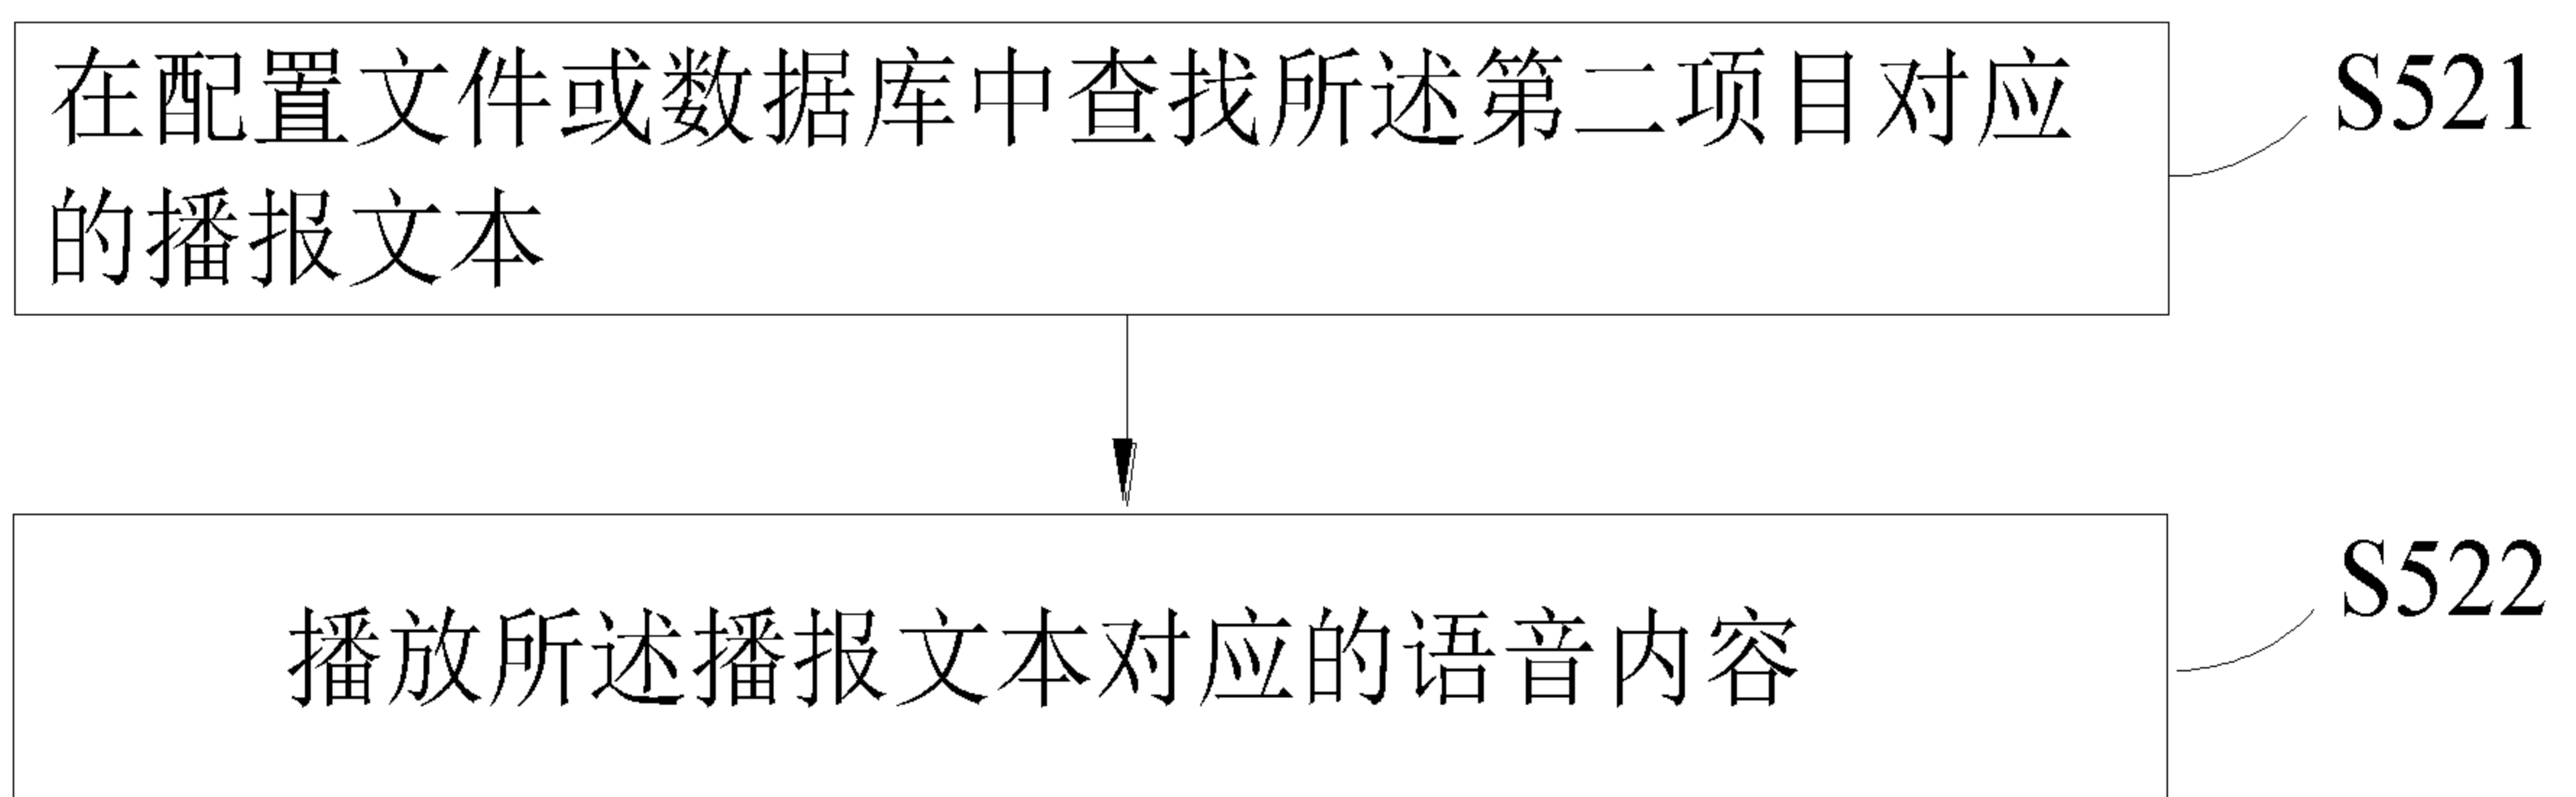 在配置文件或数据库中查找所述第二项目对应
的播报文本
S521
播放所述播报文本对应的语音内容
S522